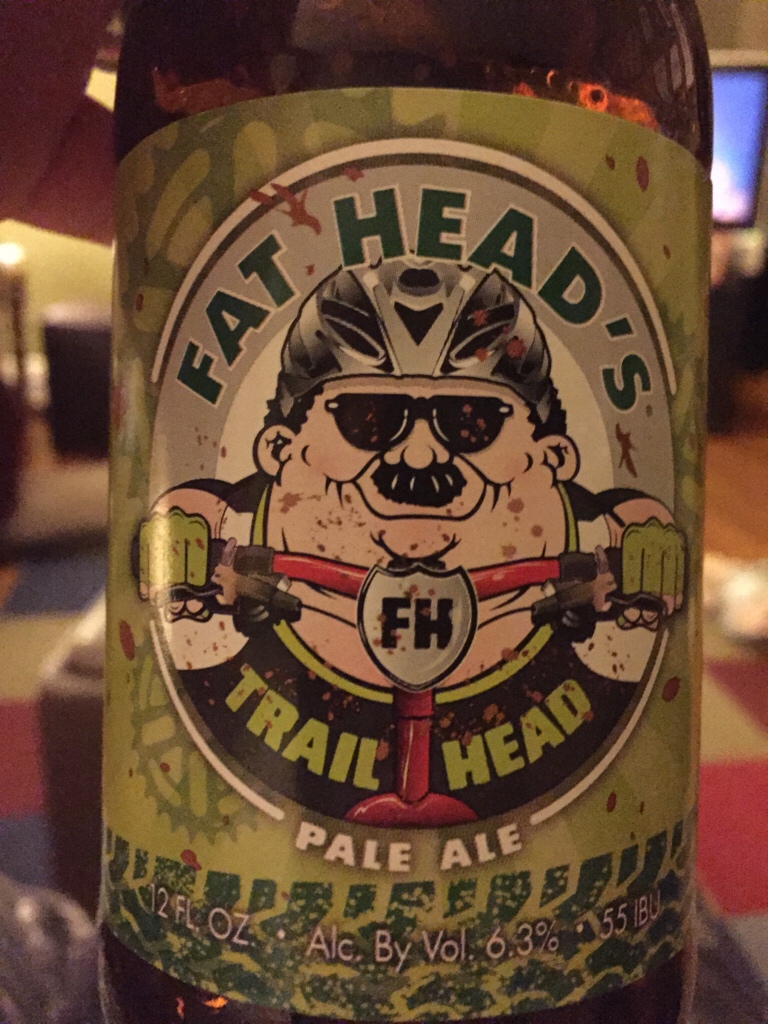 FAT HEAD'S
FH
TRAIL HEAD
PALE ALE
12 FL. OZ. • Alc. By Vol. 6.3% • 55 IBU